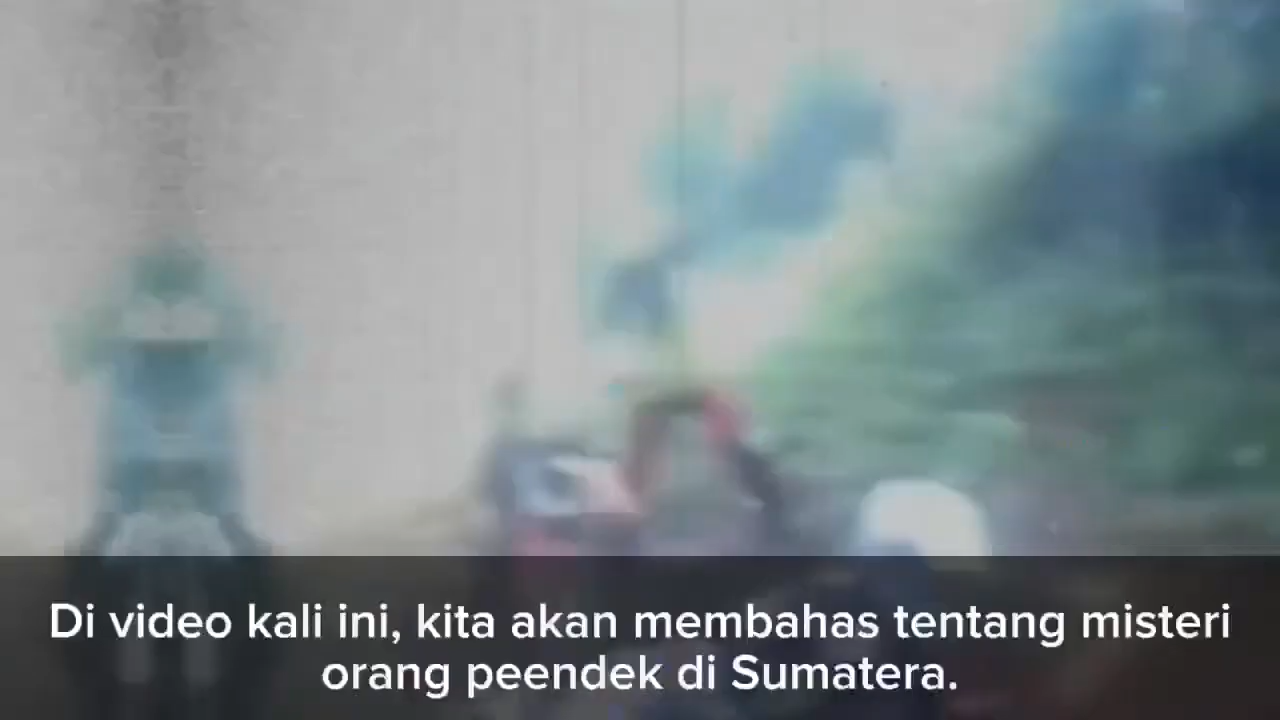 Di video kali ini, kita akan membahas tentang misteri
orang peendek di Sumatera.